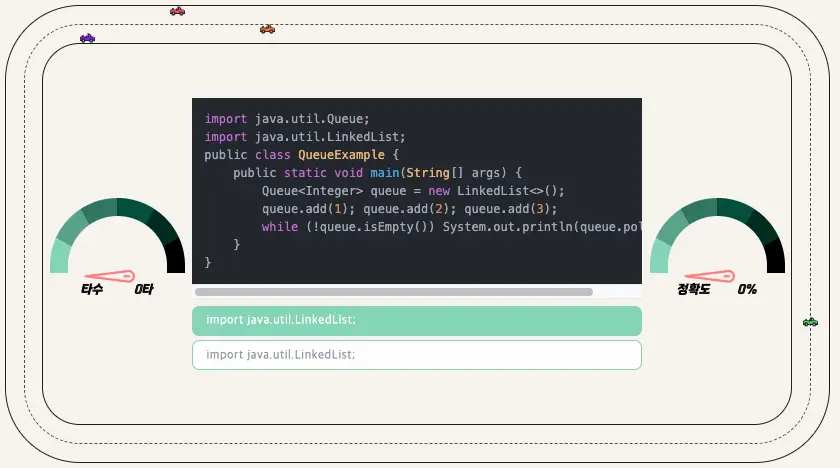 import java.util.Queue;
import java.util.LinkedList;
public class QueueExample {
    public static void main(String[] args) {
        Queue<Integer> queue = new LinkedList<>();
        queue.add(1); queue.add(2); queue.add(3);
        while (!queue.isEmpty()) System.out.println(queue.pol
    }
}
타수 0타
정확도 0%
import java.util.LinkedList;
import java.util.LinkedList;